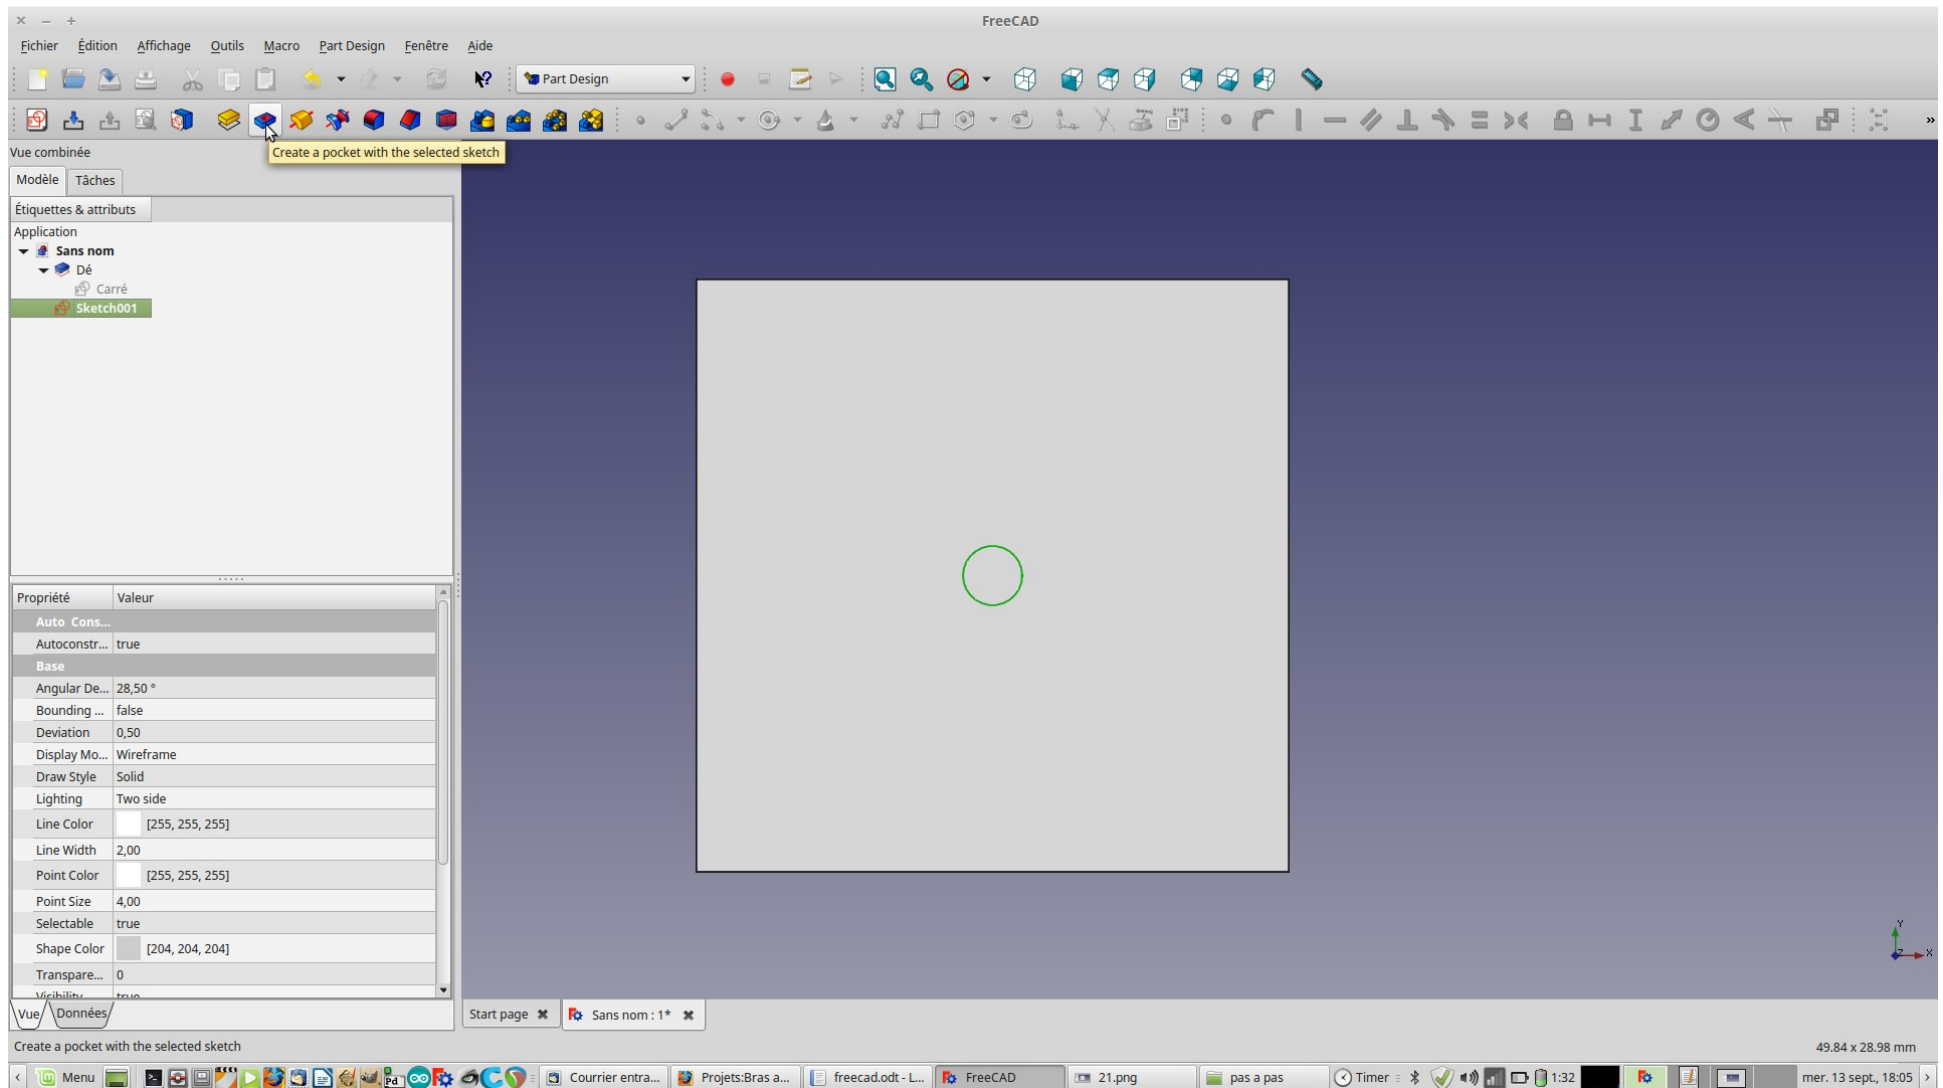 FreeCAD
Fichier Édition Affichage Outils Macro Part Design Fenêtre Aide
Part Design
Vue combinée
Create a pocket with the selected sketch
Modèle Tâches
Étiquettes & attributs
Application
Sans nom
Dé
Carré
Sketch001
Propriété Valeur
Auto Cons...
Autoconstr... true
Base
Angular De... 28,50 °
Bounding ... false
Deviation 0,50
Display Mo... Wireframe
Draw Style Solid
Lighting Two side
Line Color [255, 255, 255]
Line Width 2,00
Point Color [255, 255, 255]
Point Size 4,00
Selectable true
Shape Color [204, 204, 204]
Transpare... 0
Visibility true
Y
Z X
Vue Données
Start page Sans nom : 1*
Create a pocket with the selected sketch 49.84 x 28.98 mm
Menu Pd Courrier entra... Projets:Bras a... freecad.odt - L... FreeCAD 21.png pas a pas Timer 1:32 mer. 13 sept., 18:05